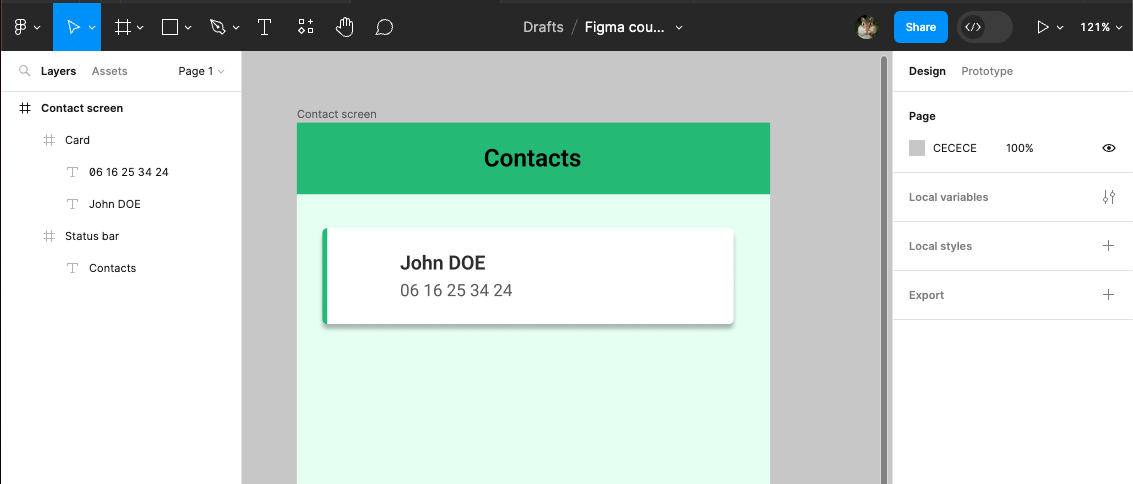 Drafts / Figma cou...
Share
</>
121%
Layers Assets Page 1
Design Prototype
Contact screen
Card
06 16 25 34 24
John DOE
Status bar
Contacts
Contact screen
Contacts
John DOE
06 16 25 34 24
Page
CECECE 100%
Local variables
Local styles
Export